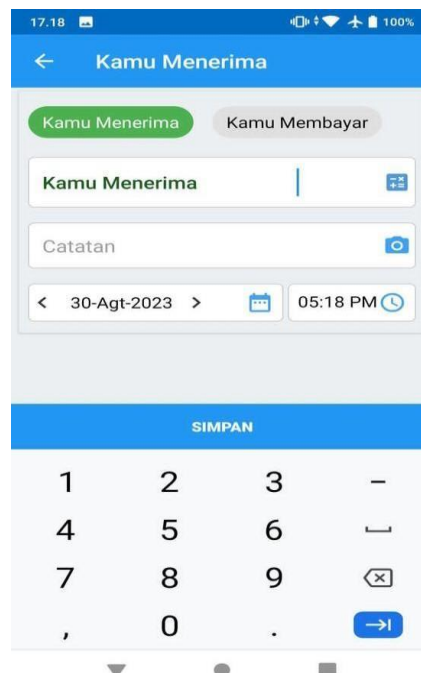 17.18 100%
Kamu Menerima
Kamu Menerima Kamu Membayar
Kamu Menerima
Catatan
< 30-Agt-2023 > 05:18 PM
SIMPAN
1 2 3 -
4 5 6
7 8 9
, 0 .